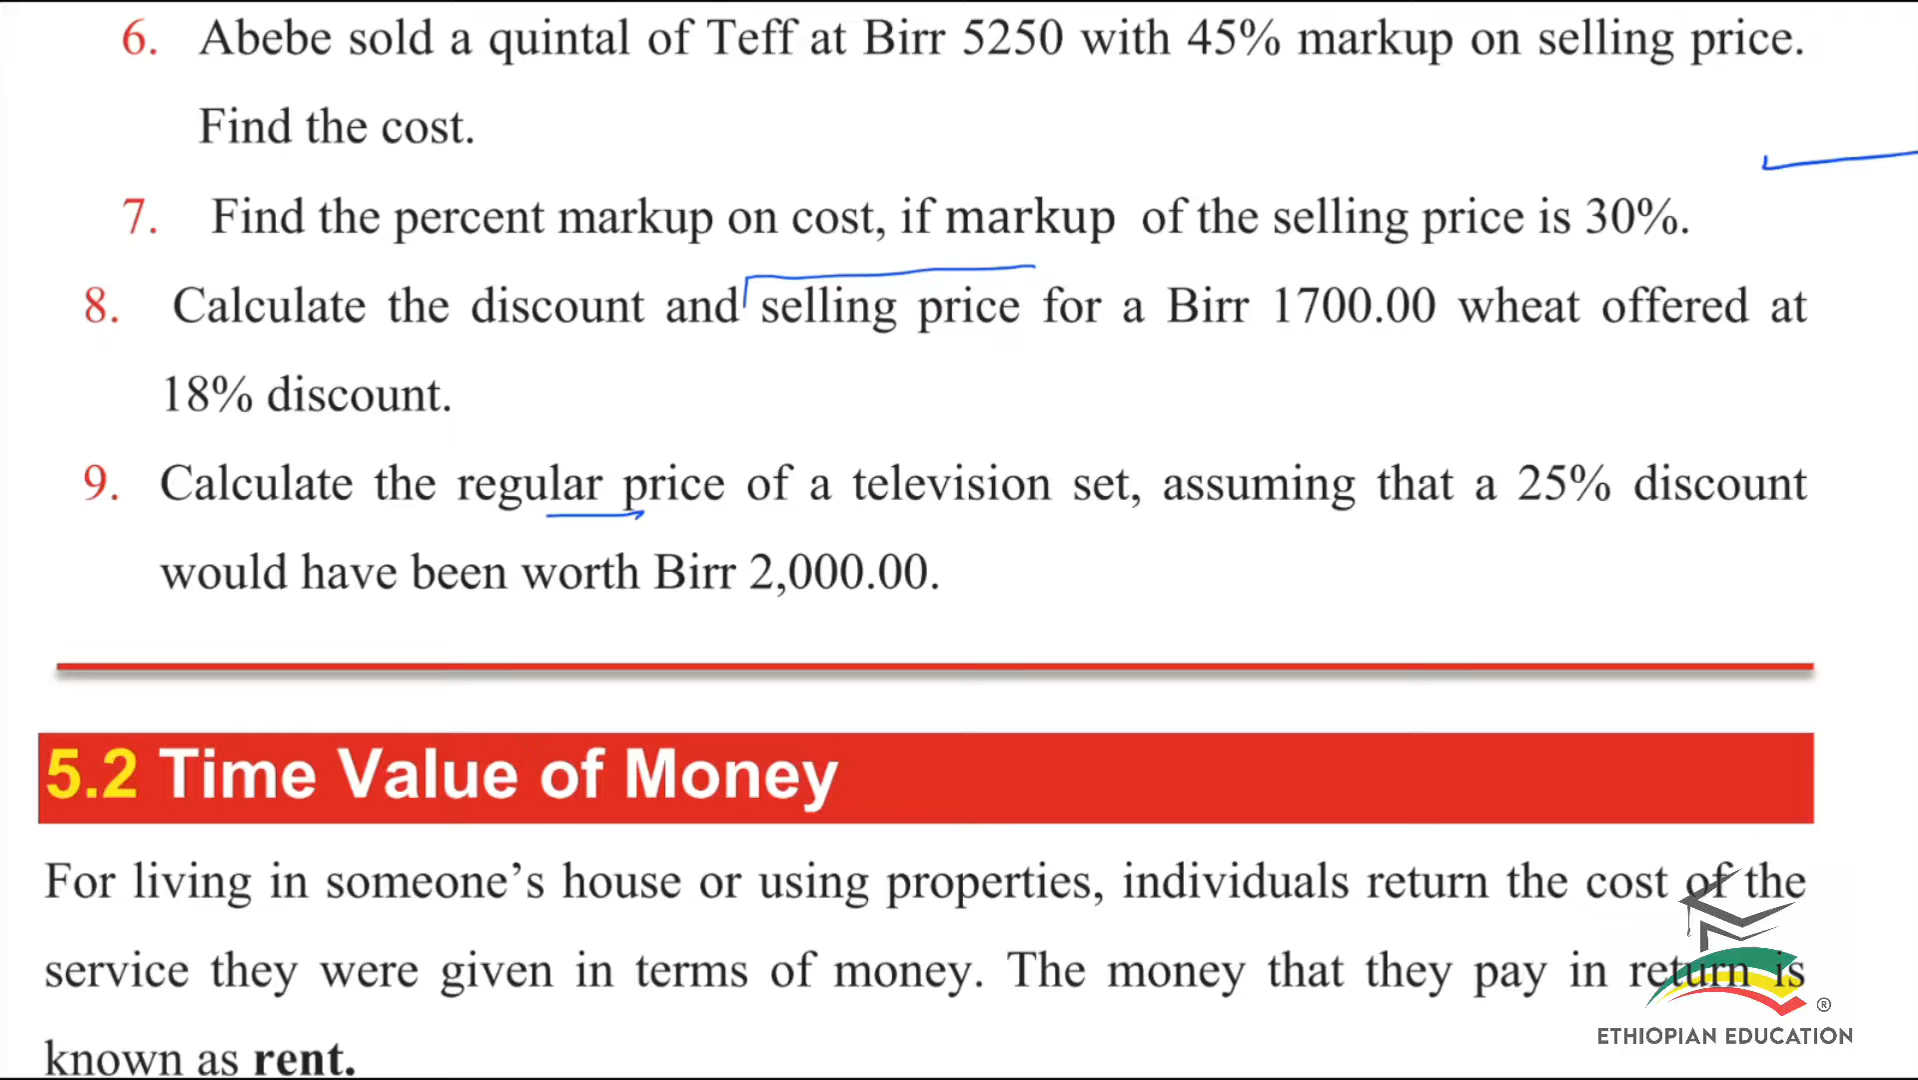 6. Abebe sold a quintal of Teff at Birr 5250 with 45% markup on selling price.
Find the cost.
7. Find the percent markup on cost, if markup of the selling price is 30%.
8. Calculate the discount and selling price for a Birr 1700.00 wheat offered at
18% discount.
9. Calculate the regular price of a television set, assuming that a 25% discount
would have been worth Birr 2,000.00.
5.2 Time Value of Money
For living in someone’s house or using properties, individuals return the cost of the
service they were given in terms of money. The money that they pay in return is
known as rent.
®
ETHIOPIAN EDUCATION